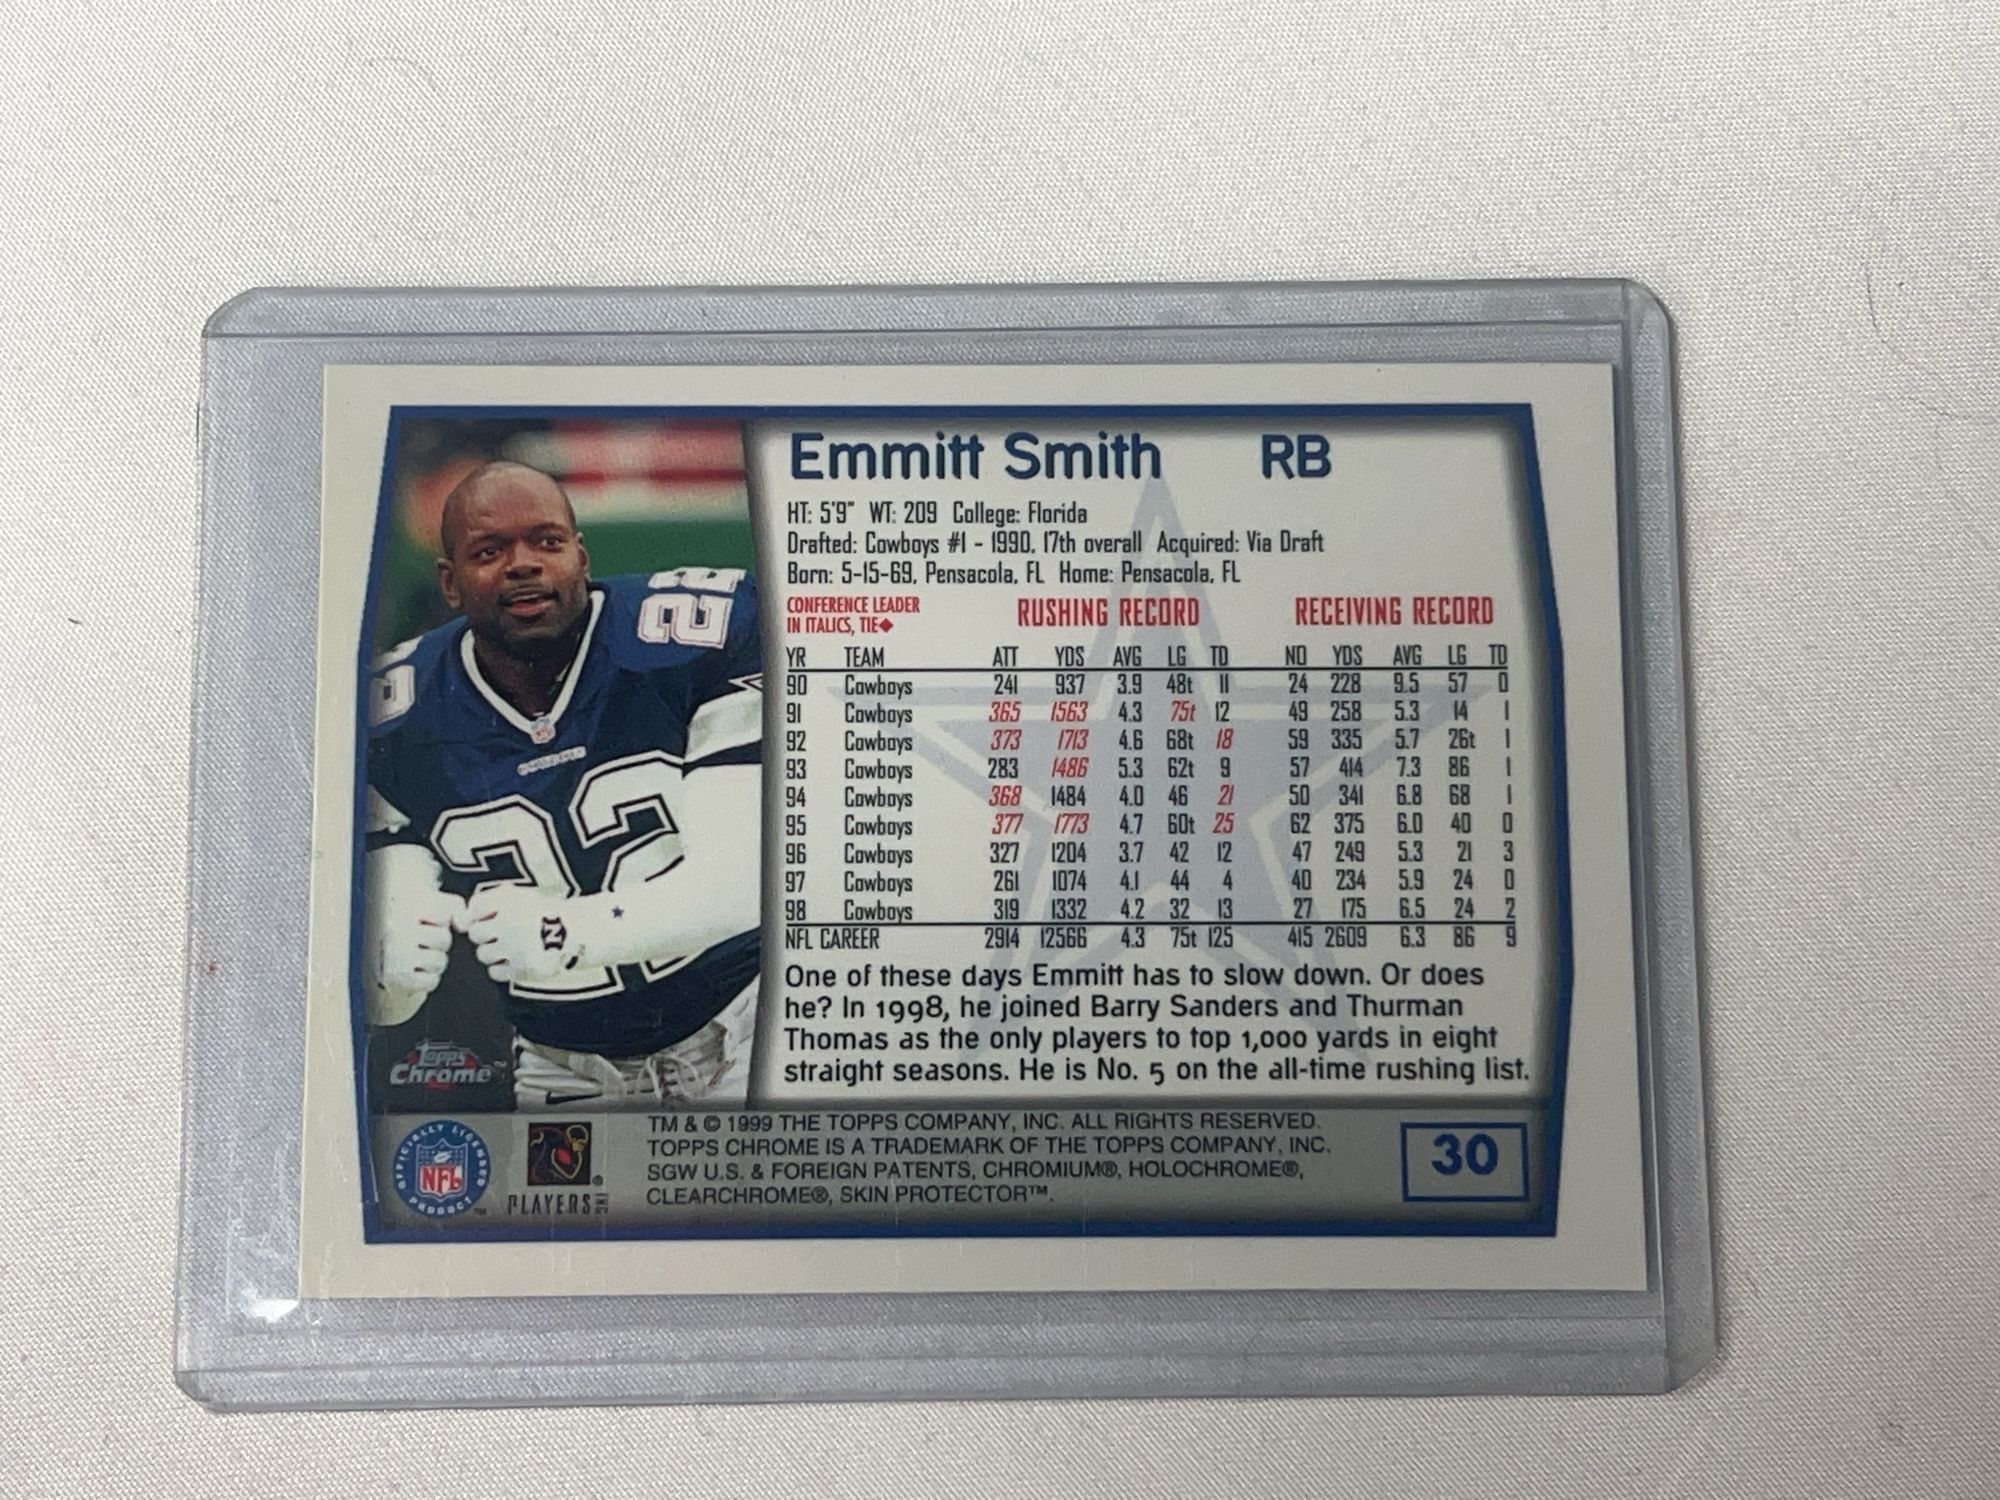 Emmitt Smith RB
HT: 5'9" WT: 209 College: Florida
Drafted: Cowboys #1 - 1990, 17th overall Acquired: Via Draft
Born: 5-15-69, Pensacola, FL Home: Pensacola, FL
CONFERENCE LEADER
IN ITALICS, TIE◆
RUSHING RECORD RECEIVING RECORD
YR TEAM ATT YDS AVG LG TD NO YDS AVG LG TD
90 Cowboys 241 937 3.9 48t 11 24 228 9.5 57 0
91 Cowboys 365 1563 4.3 75t 12 49 258 5.3 14 1
92 Cowboys 373 1713 4.6 68t 18 59 335 5.7 26t 1
93 Cowboys 283 1486 5.3 62t 9 57 414 7.3 86 1
94 Cowboys 368 1484 4.0 46 21 50 341 6.8 68 1
95 Cowboys 377 1773 4.7 60t 25 62 375 6.0 40 0
96 Cowboys 327 1204 3.7 42 12 47 249 5.3 21 3
97 Cowboys 261 1074 4.1 44 4 40 234 5.9 24 0
98 Cowboys 319 1332 4.2 32 13 27 175 6.5 24 2
NFL CAREER 2914 12566 4.3 75t 125 415 2609 6.3 86 9
One of these days Emmitt has to slow down. Or does
he? In 1998, he joined Barry Sanders and Thurman
Thomas as the only players to top 1,000 yards in eight
straight seasons. He is No. 5 on the all-time rushing list.
22
22
Topps
Chrome™
OFFICIALLY LICENSED
NFL
PRODUCT™
PLAYERS INC
TM & © 1999 THE TOPPS COMPANY, INC. ALL RIGHTS RESERVED.
TOPPS CHROME IS A TRADEMARK OF THE TOPPS COMPANY, INC.
SGW U.S. & FOREIGN PATENTS, CHROMIUM®, HOLOCHROME®,
CLEARCHROME®, SKIN PROTECTOR™.
30